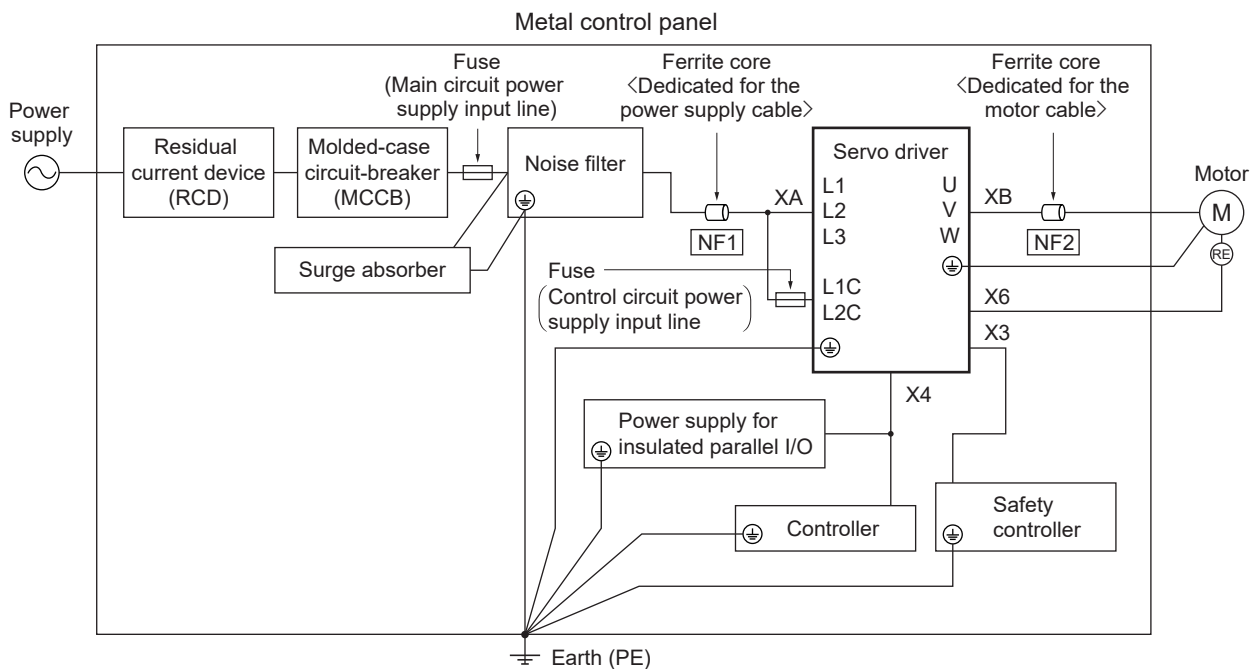 Metal control panel
Fuse
(Main circuit power
supply input line)
Ferrite core
〈Dedicated for the
power supply cable〉
Ferrite core
〈Dedicated for the
motor cable〉
Power
supply
Residual
current device
(RCD)
Molded-case
circuit-breaker
(MCCB)
Noise filter
Surge absorber
NF1
XA
Servo driver
L1
L2
L3
L1C
L2C
U
V
W
XB
NF2
Motor
M
RE
X6
X3
X4
Fuse
(Control circuit power
supply input line)
Power supply for
insulated parallel I/O
Controller
Safety
controller
Earth (PE)